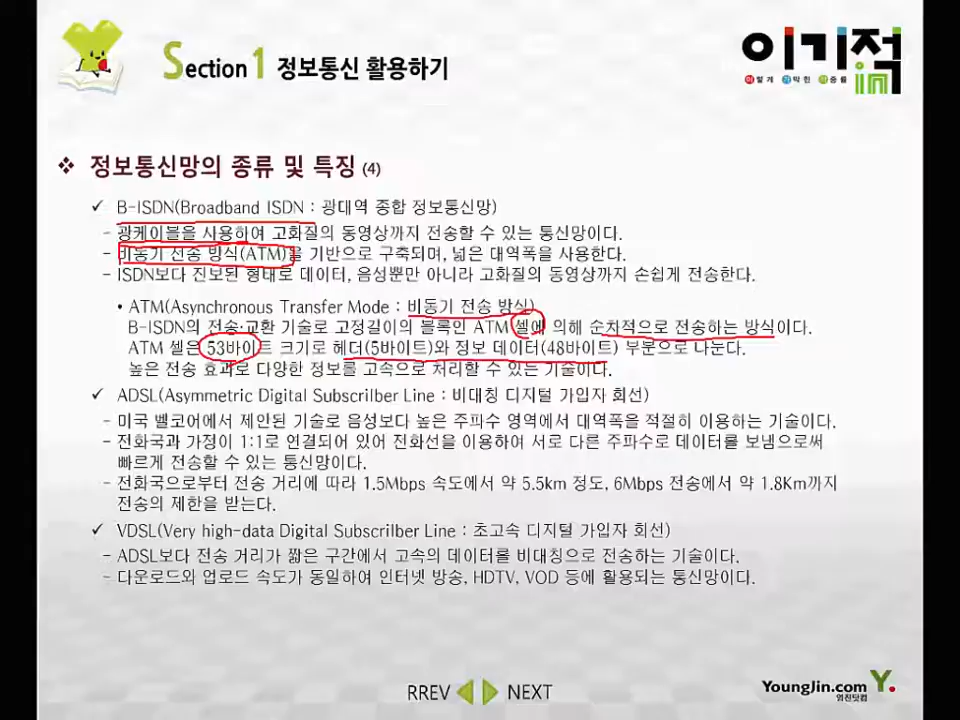 Section 1 정보통신 활용하기
이기적 in
이렇게 기막힌 적중률
❖ 정보통신망의 종류 및 특징 (4)
✓ B-ISDN(Broadband ISDN : 광대역 종합 정보통신망)
- 광케이블을 사용하여 고화질의 동영상까지 전송할 수 있는 통신망이다.
- 비동기 전송 방식(ATM)을 기반으로 구축되며, 넓은 대역폭을 사용한다.
- ISDN보다 진보된 형태로 데이터, 음성뿐만 아니라 고화질의 동영상까지 손쉽게 전송한다.
• ATM(Asynchronous Transfer Mode : 비동기 전송 방식)
B-ISDN의 전송·교환 기술로 고정길이의 블록인 ATM 셀에 의해 순차적으로 전송하는 방식이다.
ATM 셀은 53바이트 크기로 헤더(5바이트)와 정보 데이터(48바이트) 부분으로 나눈다.
높은 전송 효과로 다양한 정보를 고속으로 처리할 수 있는 기술이다.
✓ ADSL(Asymmetric Digital Subscrilber Line : 비대칭 디지털 가입자 회선)
- 미국 벨코어에서 제안된 기술로 음성보다 높은 주파수 영역에서 대역폭을 적절히 이용하는 기술이다.
- 전화국과 가정이 1:1로 연결되어 있어 전화선을 이용하여 서로 다른 주파수로 데이터를 보냄으로써
빠르게 전송할 수 있는 통신망이다.
- 전화국으로부터 전송 거리에 따라 1.5Mbps 속도에서 약 5.5km 정도, 6Mbps 전송에서 약 1.8Km까지
전송의 제한을 받는다.
✓ VDSL(Very high-data Digital Subscrilber Line : 초고속 디지털 가입자 회선)
- ADSL보다 전송 거리가 짧은 구간에서 고속의 데이터를 비대칭으로 전송하는 기술이다.
- 다운로드와 업로드 속도가 동일하여 인터넷 방송, HDTV, VOD 등에 활용되는 통신망이다.
RREV NEXT
YoungJin.com Y.
영진닷컴